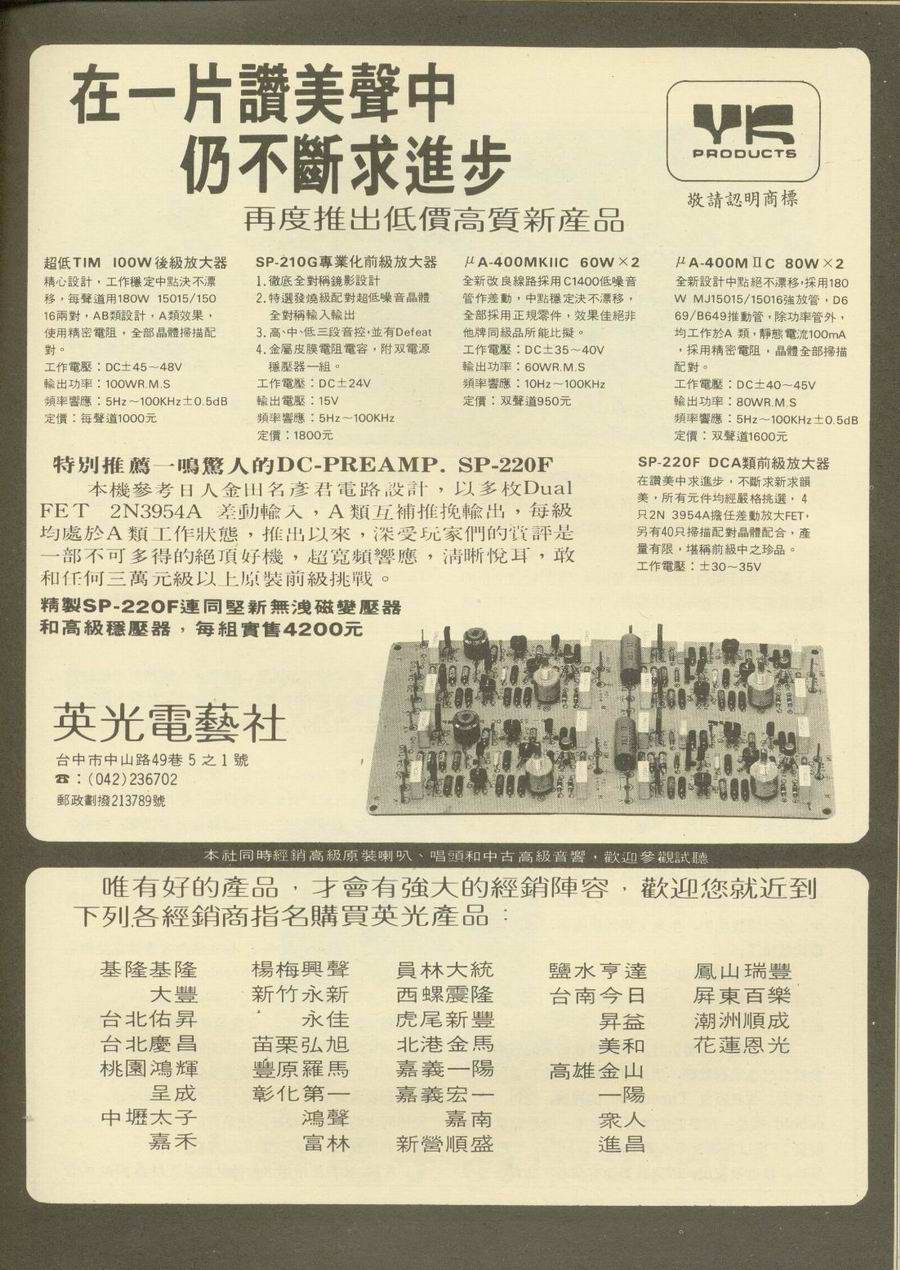 在一片讚美聲中
仍不斷求進步
再度推出低價高質新產品
YK
PRODUCTS
敬請認明商標
超低TIM 100W後級放大器
精心設計，工作穩定中點決不漂
移，每聲道用180W 15015/150
16兩對，AB類設計，A類效果，
使用精密電阻，全部晶體掃描配
對。
工作電壓：DC±45～48V
輸出功率：100WR.M.S
頻率響應：5Hz～100KHz±0.5dB
定價：每聲道1000元
SP-210G專業化前級放大器
1.徹底全對稱鏡影設計
2.特選發燒級配對超低噪音晶體
全對稱輸入輸出
3.高、中、低三段音控，並有Defeat
4.金屬皮膜電阻電容，附双電源
穩壓器一組。
工作電壓：DC±24V
輸出電壓：15V
頻率響應：5Hz～100KHz
定價：1800元
μA-400MKIIC 60W×2
全新改良線路採用C1400低噪音
管作差動，中點穩定決不漂移，
全部採用正規零件，效果佳絕非
他牌同級品所能比擬。
工作電壓：DC±35～40V
輸出功率：60WR.M.S
頻率響應：10Hz～100KHz
定價：双聲道950元
μA-400MⅡC 80W×2
全新設計中點絕不漂移，採用180
W MJ15015/15016強放管，D6
69/B649推動管，除功率管外，
均工作於A 類，靜態電流100mA
，採用精密電阻，晶體全部掃描
配對。
工作電壓：DC±40～45V
輸出功率：80WR.M.S
頻率響應：5Hz～100KHz±0.5dB
定價：双聲道1600元
特別推薦一鳴驚人的DC-PREAMP. SP-220F
本機參考日人金田名彥君電路設計，以多枚Dual
FET 2N3954A 差動輸入，A類互補推挽輸出，每級
均處於A類工作狀態，推出以來，深受玩家們的賞評是
一部不可多得的絕頂好機，超寬頻響應，清晰悅耳，敢
和任何三萬元級以上原裝前級挑戰。
精製SP-220F連同堅新無洩磁變壓器
和高級穩壓器，每組實售4200元
SP-220F DCA類前級放大器
在讚美中求進步，不斷求新求韻
美，所有元件均經嚴格挑選，4
只2N 3954A擔任差動放大FET，
另有40只掃描配對晶體配合，產
量有限，堪稱前級中之珍品。
工作電壓：±30～35V
英光電藝社
台中市中山路49巷5之1號
☎：(042)236702
郵政劃撥213789號
本社同時經銷高級原裝喇叭、唱頭和中古高級音響，歡迎參觀試聽
唯有好的產品，才會有強大的經銷陣容，歡迎您就近到
下列各經銷商指名購買英光產品：
基隆基隆
大豐
台北佑昇
台北慶昌
桃園鴻輝
呈成
中壢太子
嘉禾
楊梅興聲
新竹永新
永佳
苗栗弘旭
豐原羅馬
彰化第一
鴻聲
富林
員林大統
西螺震隆
虎尾新豐
北港金馬
嘉義一陽
嘉義宏一
嘉南
新營順盛
鹽水亨達
台南今日
昇益
美和
高雄金山
一陽
衆人
進昌
鳳山瑞豐
屏東百樂
潮洲順成
花蓮恩光